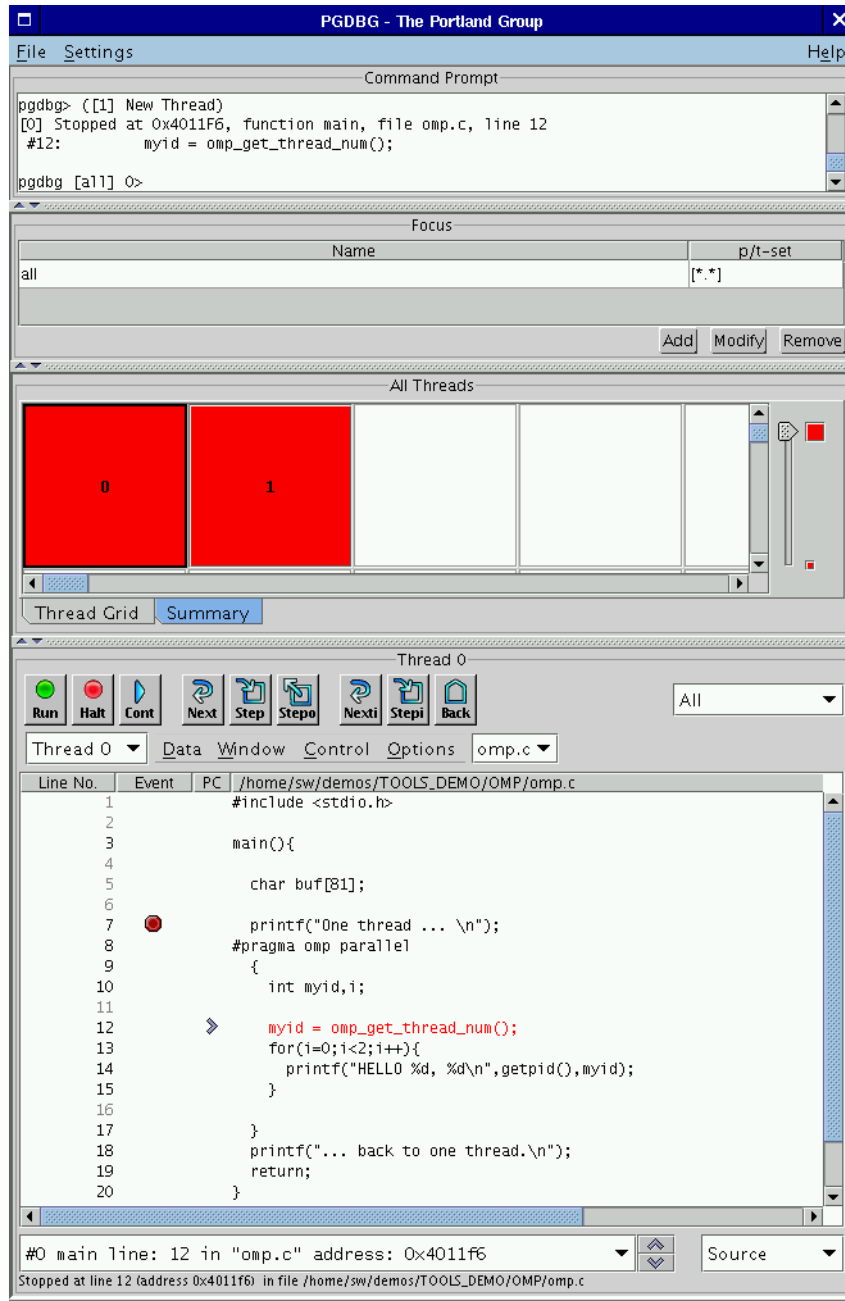 PGDBG - The Portland Group
File Settings Help
Command Prompt
pgdbg> ([1] New Thread)
[0] Stopped at 0x4011F6, function main, file omp.c, line 12
#12: myid = omp_get_thread_num();
pgdbg [all] 0>
Focus
Name p/t-set
all [*.*]
Add Modify Remove
All Threads
0 1
Thread Grid Summary
Thread 0
Run Halt Cont Next Step Stepo Nexti Stepi Back All
Thread 0 Data Window Control Options omp.c
Line No. Event PC /home/sw/demos/TOOLS_DEMO/OMP/omp.c
1 #include <stdio.h>
2
3 main(){
4
5 char buf[81];
6
7 printf("One thread ... \n");
8 #pragma omp parallel
9 {
10 int myid,i;
11
12 myid = omp_get_thread_num();
13 for(i=0;i<2;i++){
14 printf("HELLO %d, %d\n",getpid(),myid);
15 }
16
17 }
18 printf("... back to one thread.\n");
19 return;
20 }
#0 main line: 12 in "omp.c" address: 0x4011f6 Source
Stopped at line 12 (address 0x4011f6) in file /home/sw/demos/TOOLS_DEMO/OMP/omp.c